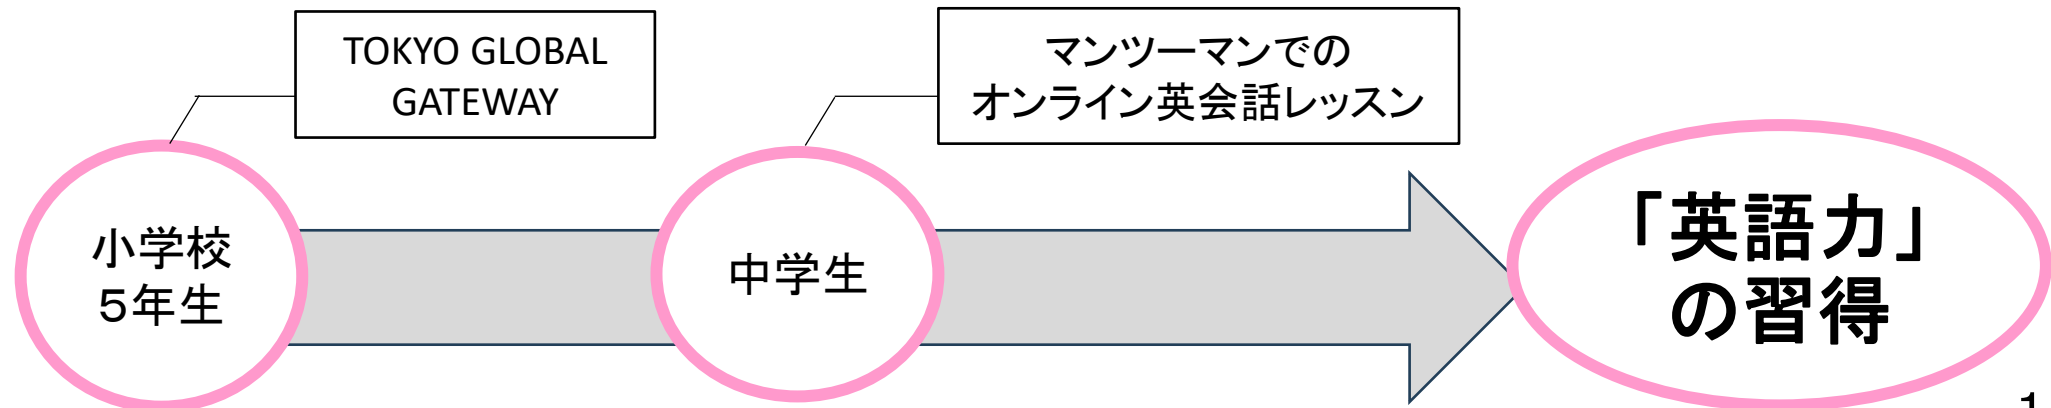 TOKYO GLOBAL
GATEWAY
マンツーマンでの
オンライン英会話レッスン
小学校
５年生
中学生
「英語力」
の習得
1